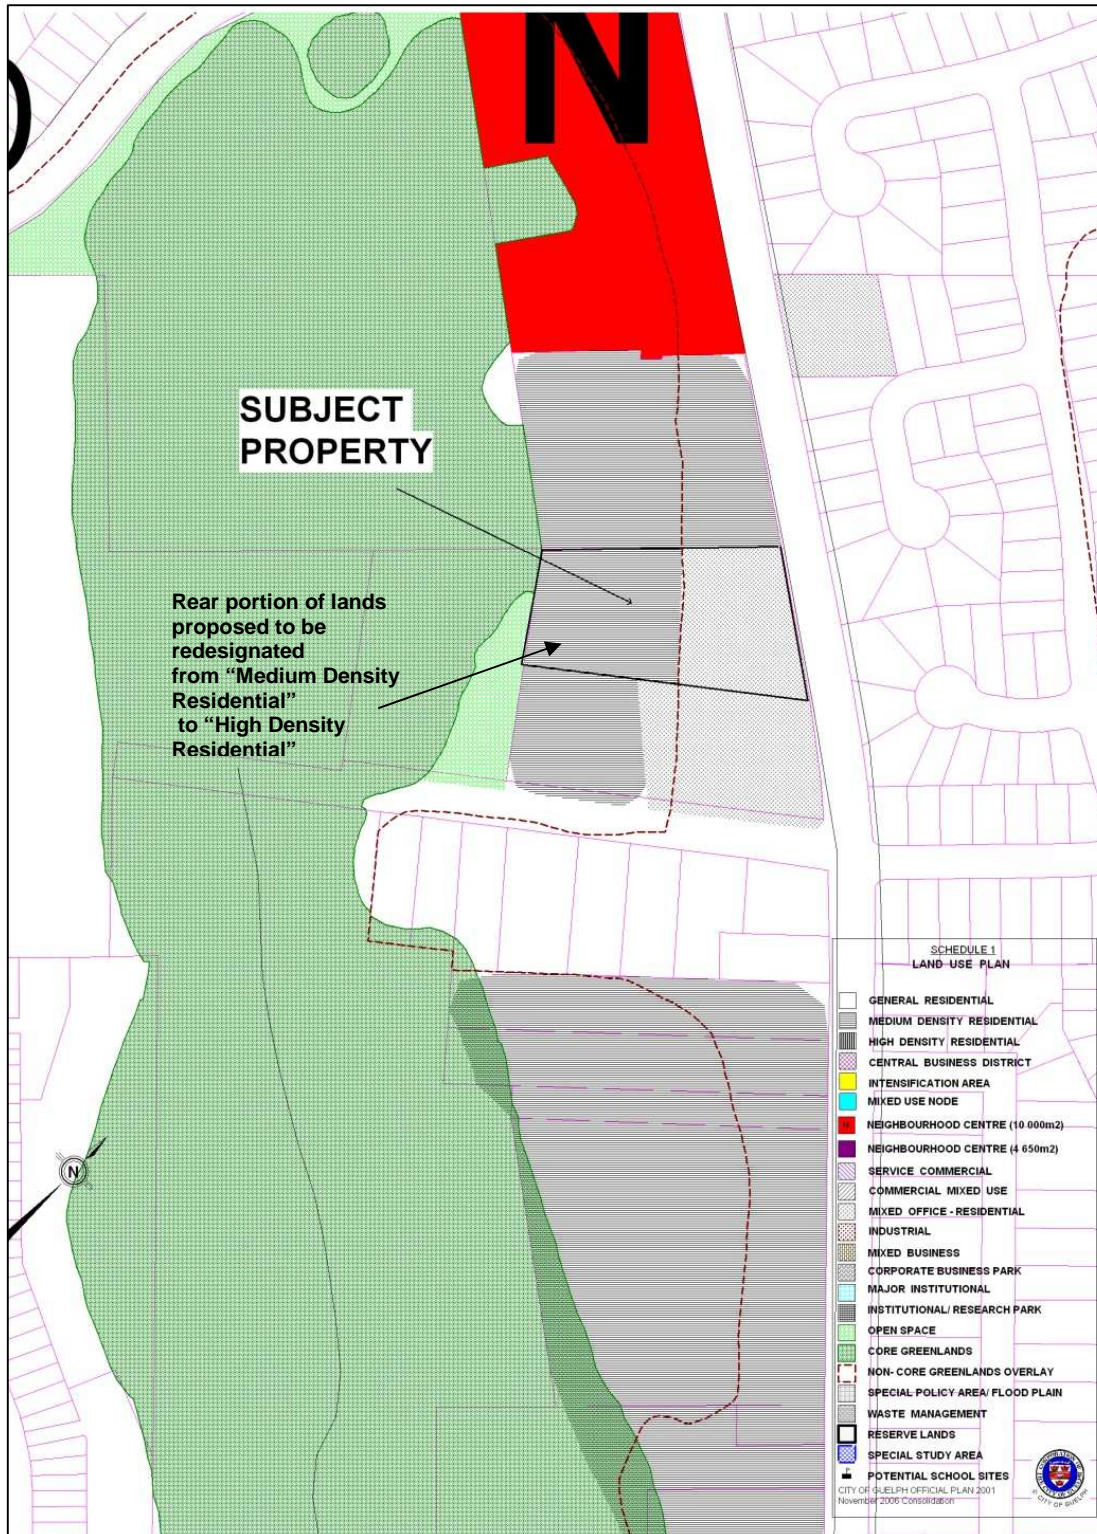 N
SUBJECT
PROPERTY
Rear portion of lands
proposed to be
redesignated
from “Medium Density
Residential”
to “High Density
Residential”
N
SCHEDULE 1
LAND USE PLAN
GENERAL RESIDENTIAL
MEDIUM DENSITY RESIDENTIAL
HIGH DENSITY RESIDENTIAL
CENTRAL BUSINESS DISTRICT
INTENSIFICATION AREA
MIXED USE NODE
N NEIGHBOURHOOD CENTRE (10 000m2)
NEIGHBOURHOOD CENTRE (4 650m2)
SERVICE COMMERCIAL
COMMERCIAL MIXED USE
MIXED OFFICE - RESIDENTIAL
INDUSTRIAL
MIXED BUSINESS
CORPORATE BUSINESS PARK
MAJOR INSTITUTIONAL
INSTITUTIONAL/ RESEARCH PARK
OPEN SPACE
CORE GREENLANDS
NON- CORE GREENLANDS OVERLAY
SPECIAL POLICY AREA/ FLOOD PLAIN
WASTE MANAGEMENT
RESERVE LANDS
SPECIAL STUDY AREA
POTENTIAL SCHOOL SITES
CITY OF GUELPH OFFICIAL PLAN 2001
November 2006 Consolidation
CITY OF GUELPH